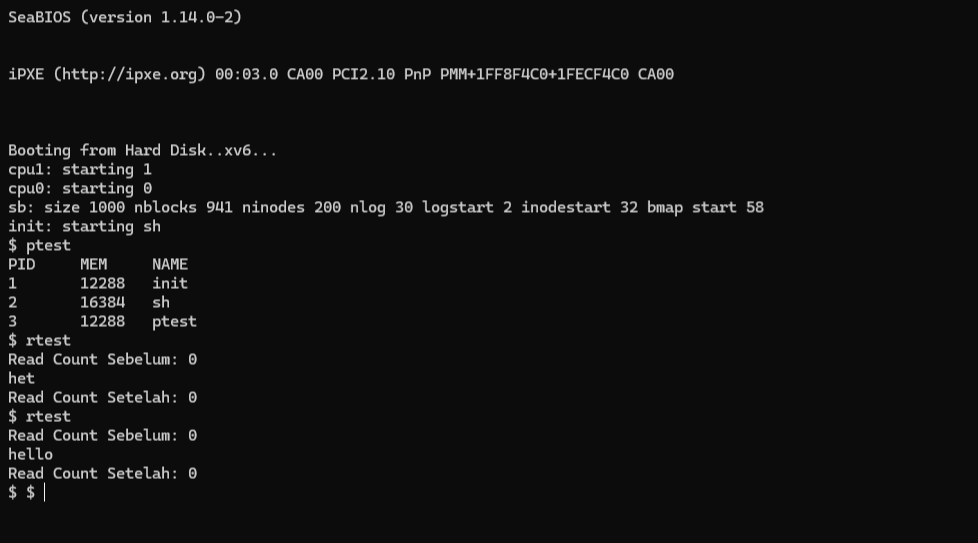 SeaBIOS (version 1.14.0-2)
iPXE (http://ipxe.org) 00:03.0 CA00 PCI2.10 PnP PMM+1FF8F4C0+1FECF4C0 CA00
Booting from Hard Disk..xv6...
cpu1: starting 1
cpu0: starting 0
sb: size 1000 nblocks 941 ninodes 200 nlog 30 logstart 2 inodestart 32 bmap start 58
init: starting sh
$ ptest
PID MEM NAME
1 12288 init
2 16384 sh
3 12288 ptest
$ rtest
Read Count Sebelum: 0
het
Read Count Setelah: 0
$ rtest
Read Count Sebelum: 0
hello
Read Count Setelah: 0
$ $